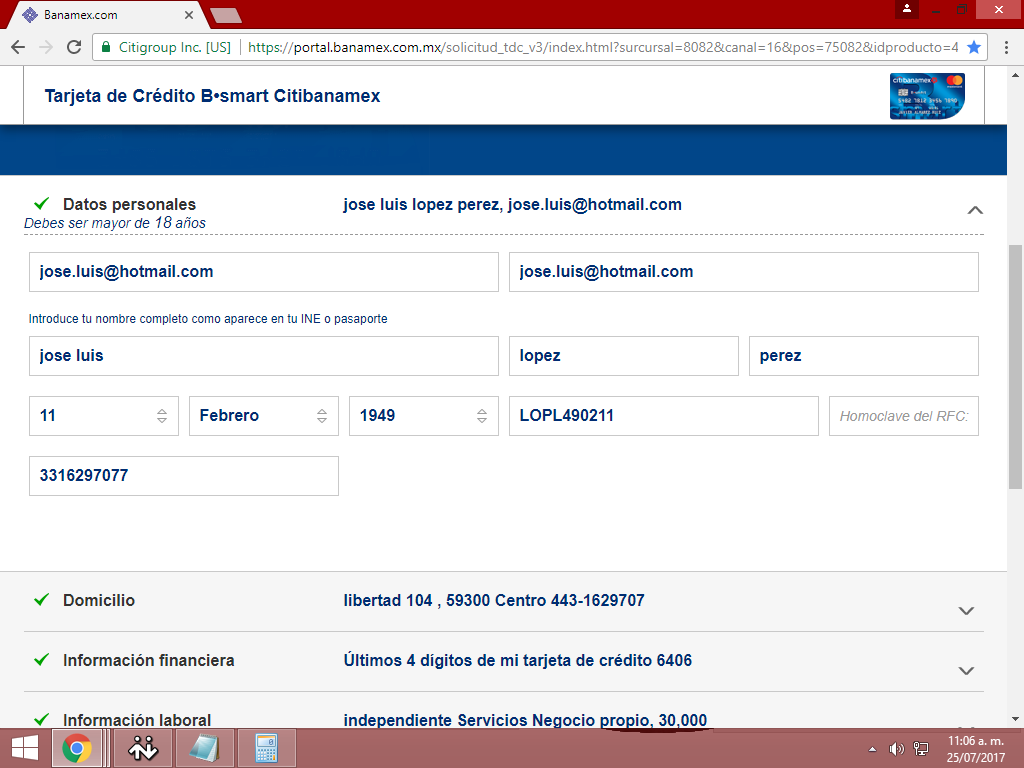 Banamex.com
Citigroup Inc. [US] https://portal.banamex.com.mx/solicitud_tdc_v3/index.html?surcursal=8082&canal=16&pos=75082&idproducto=4
Tarjeta de Crédito B•smart Citibanamex
citibanamex
Datos personales jose luis lopez perez, jose.luis@hotmail.com
Debes ser mayor de 18 años
jose.luis@hotmail.com jose.luis@hotmail.com
Introduce tu nombre completo como aparece en tu INE o pasaporte
jose luis lopez perez
11 Febrero 1949 LOPL490211 Homoclave del RFC:
3316297077
Domicilio libertad 104 , 59300 Centro 443-1629707
Información financiera Últimos 4 dígitos de mi tarjeta de crédito 6406
Información laboral independiente Servicios Negocio propio, 30,000
11:06 a. m.
25/07/2017